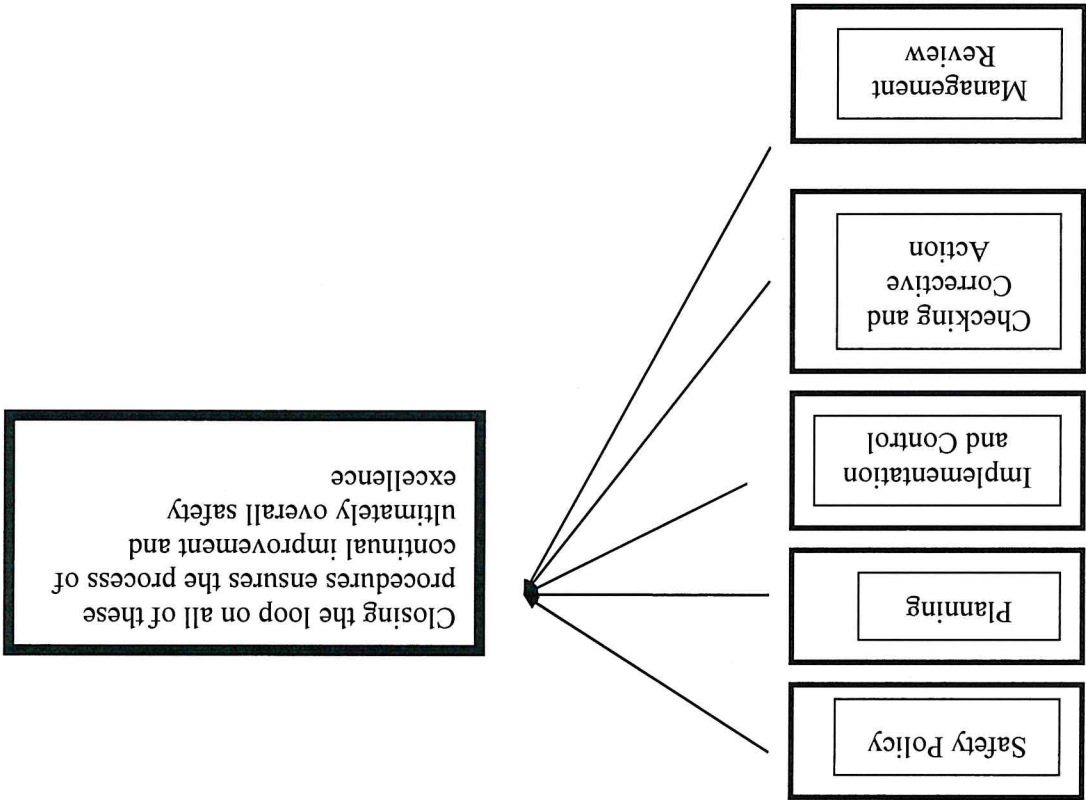 Safety Policy
Planning
Implementation
and Control
Checking and
Corrective
Action
Management
Review
Closing the loop on all of these
procedures ensures the process of
continual improvement and
ultimately overall safety
excellence